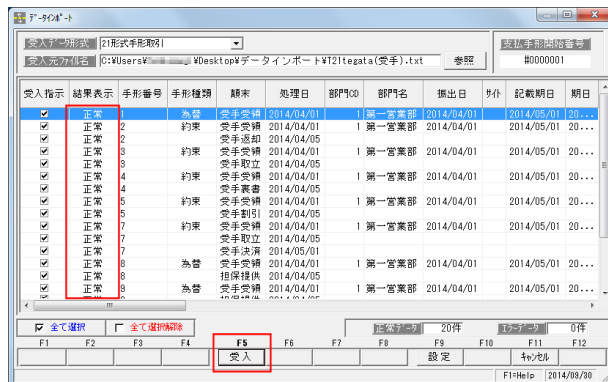 データインポート
受入データ形式 21形式手形取引 支払手形開始番号
受入元ファイル名 C:¥Users¥ ¥Desktop¥データインポート¥T21tegata(受手).txt 参照 #0000001
受入指示 結果表示 手形番号 手形種類 顛末 処理日 部門CD 部門名 振出日 サイト 記載期日 期日
正常 1 為替 受手受領 2014/04/01 1 第一営業部 2014/04/01 2014/05/01 20...
正常 2 約束 受手受領 2014/04/01 1 第一営業部 2014/04/01 2014/05/01 20...
正常 2 受手返却 2014/04/05
正常 3 約束 受手受領 2014/04/01 1 第一営業部 2014/04/01 2014/05/01 20...
正常 3 受手取立 2014/04/05
正常 4 約束 受手受領 2014/04/01 1 第一営業部 2014/04/01 2014/05/01 20...
正常 4 受手裏書 2014/04/05
正常 5 約束 受手受領 2014/04/01 1 第一営業部 2014/04/01 2014/05/01 20...
正常 5 受手割引 2014/04/05
正常 7 約束 受手受領 2014/04/01 1 第一営業部 2014/04/01 2014/05/01 20...
正常 7 受手取立 2014/04/05
正常 7 受手決済 2014/05/01
正常 8 為替 受手受領 2014/04/01 1 第一営業部 2014/04/01 2014/05/01 20...
正常 8 担保提供 2014/04/05
正常 9 為替 受手受領 2014/04/01 1 第一営業部 2014/04/01 2014/05/01 20...
全て選択 全て選択解除 正常データ 20件 エラーデータ 0件
F1 F2 F3 F4 F5 F6 F7 F8 F9 F10 F11 F12
受入 設定 キャンセル
F1=Help 2014/09/30